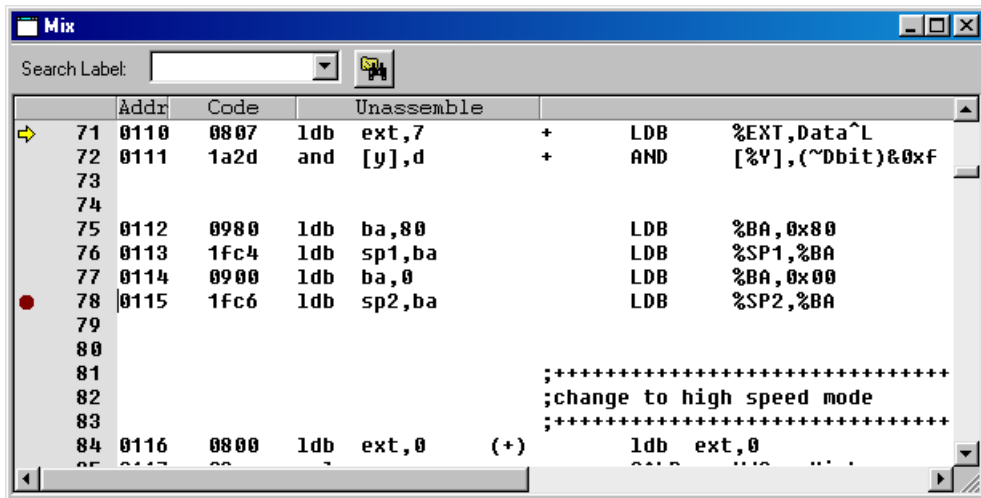 Mix
Search Label:
Addr Code Unassemble
71 0110 0807 ldb ext,7 + LDB %EXT,Data^L
72 0111 1a2d and [y],d + AND [%Y],(~Dbit)&0xf
73
74
75 0112 0980 ldb ba,80 LDB %BA,0x80
76 0113 1fc4 ldb sp1,ba LDB %SP1,%BA
77 0114 0900 ldb ba,0 LDB %BA,0x00
78 0115 1fc6 ldb sp2,ba LDB %SP2,%BA
79
80
81 ;++++++++++++++++++++++++++++++++
82 ;change to high speed mode
83 ;++++++++++++++++++++++++++++++++
84 0116 0800 ldb ext,0 (+) ldb ext,0